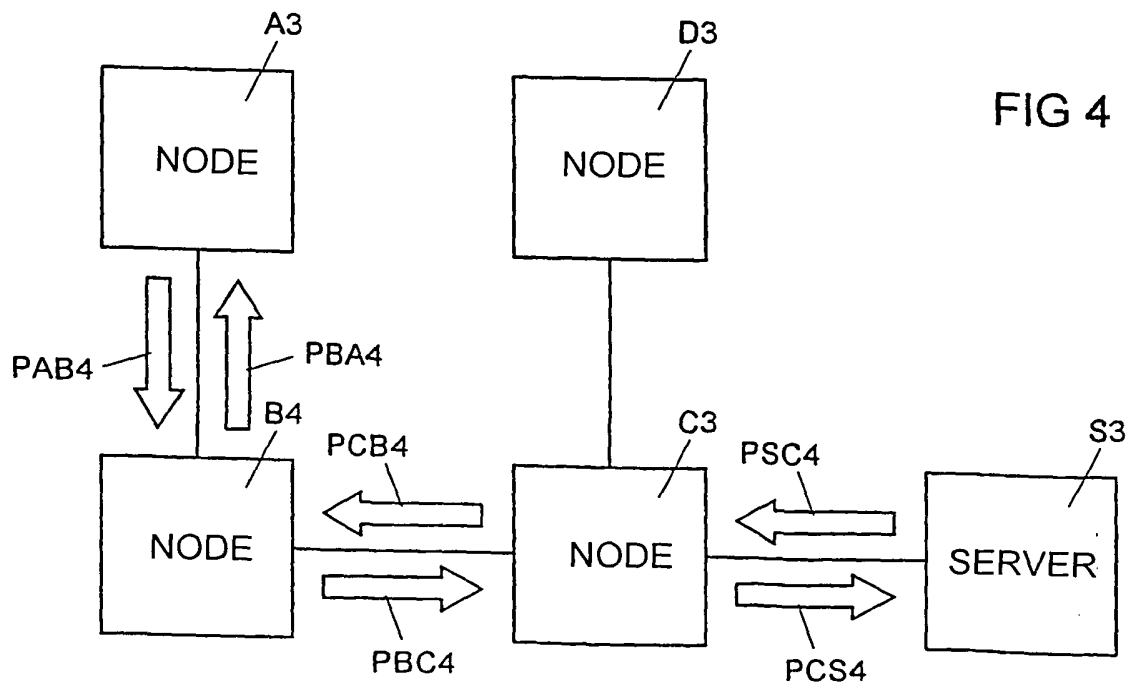 A3
D3
FIG 4
NODE
NODE
PAB4
PBA4
B4
PCB4
C3
PSC4
S3
NODE
NODE
SERVER
PBC4
PCS4